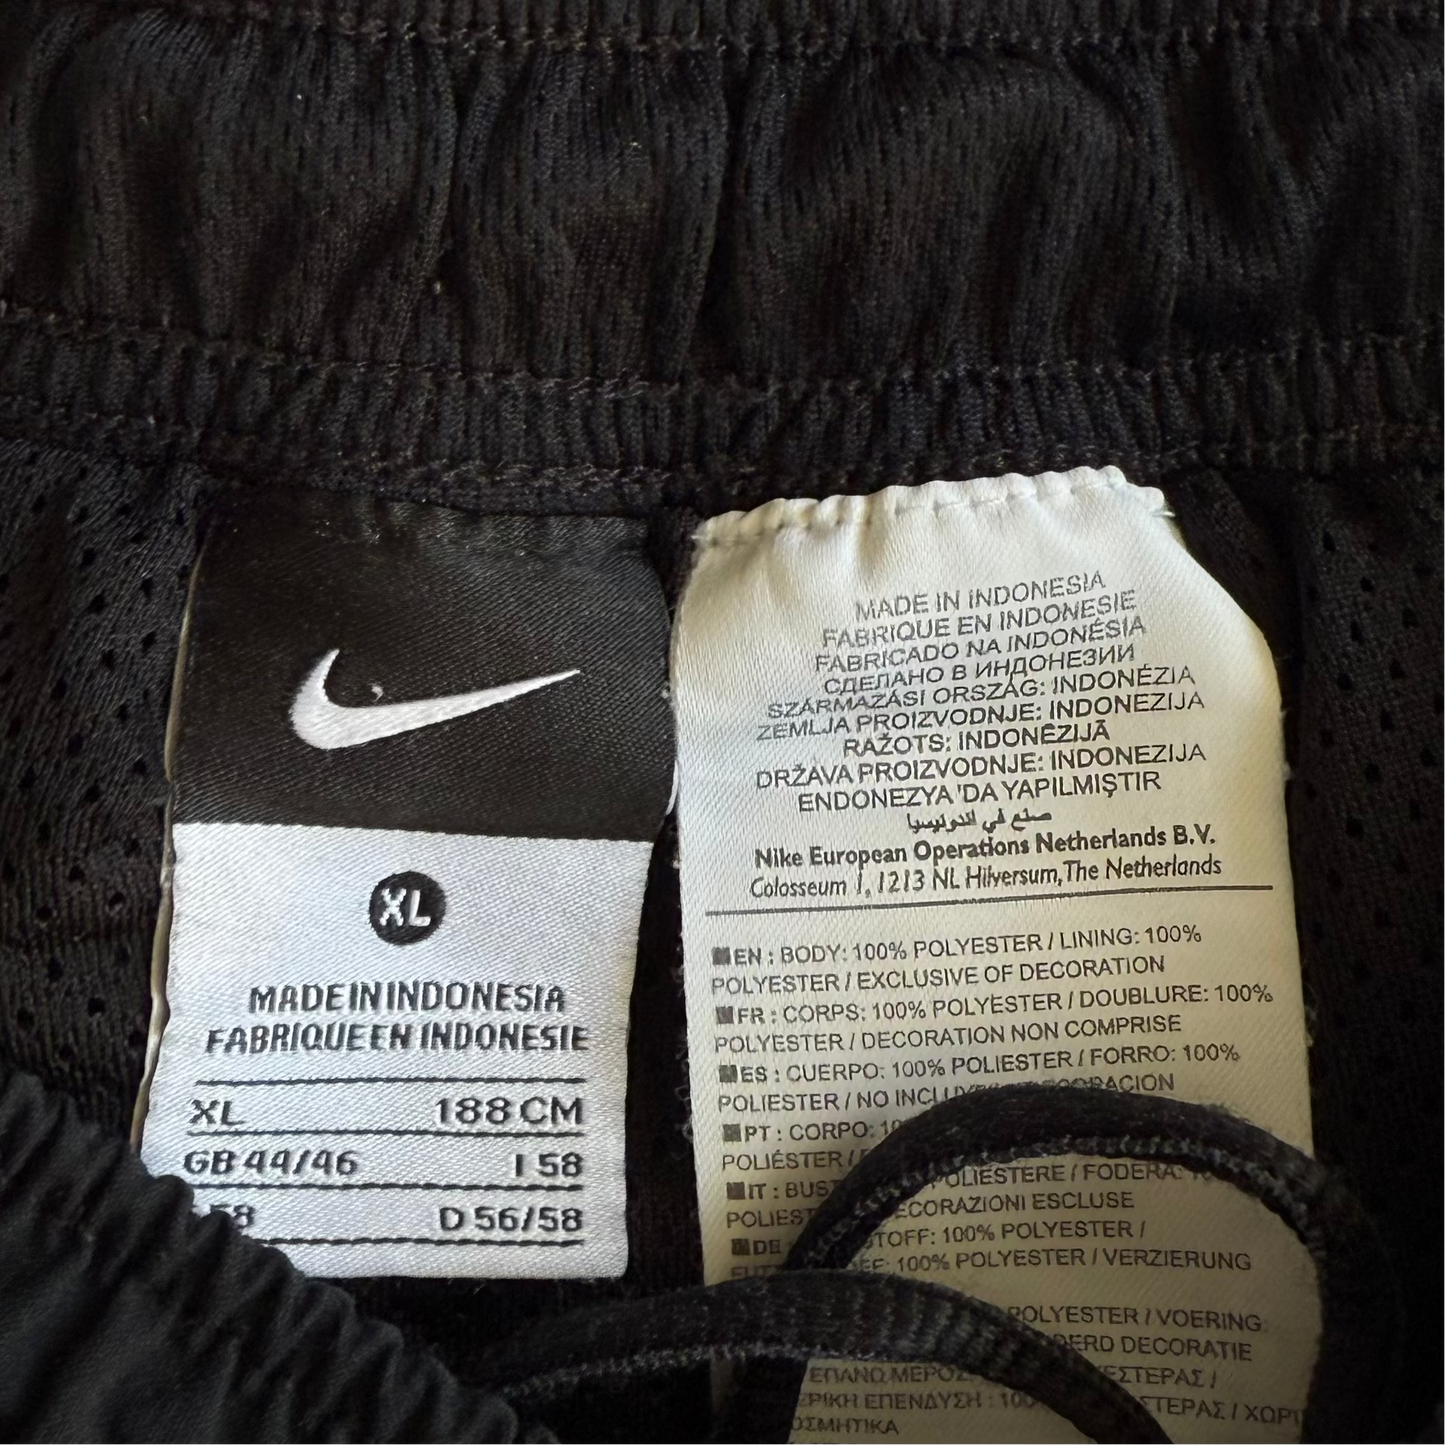 XL
MADE IN INDONESIA
FABRIQUE EN INDONESIE
XL 188 CM
GB 44/46 I 58
58 D 56/58
MADE IN INDONESIA
FABRIQUE EN INDONESIE
FABRICADO NA INDONÉSIA
СДЕЛАНО В ИНДОНЕЗИИ
SZÁRMAZÁSI ORSZÁG: INDONÉZIA
ZEMLJA PROIZVODNJE: INDONEZIJA
RAŽOTS: INDONĒZIJĀ
DRŽAVA PROIZVODNJE: INDONEZIJA
ENDONEZYA'DA YAPILMIŞTIR
صنع في اندونيسيا
Nike European Operations Netherlands B.V.
Colosseum 1, 1213 NL Hilversum, The Netherlands
EN : BODY: 100% POLYESTER / LINING: 100%
POLYESTER / EXCLUSIVE OF DECORATION
FR : CORPS: 100% POLYESTER / DOUBLURE: 100%
POLYESTER / DECORATION NON COMPRISE
ES : CUERPO: 100% POLIESTER / FORRO: 100%
POLIESTER / NO
PT : CORPO:
POLIÉSTER /
IT : POLIESTERE / FODERA:
DECORAZIONI ESCLUSE
DE 100% POLYESTER /
100% POLYESTER / VERZIERUNG
POLYESTER / VOERING:
DECORATIE
ΕΠΑΝΩ
ΕΠΕΝΔΥΣΗ :